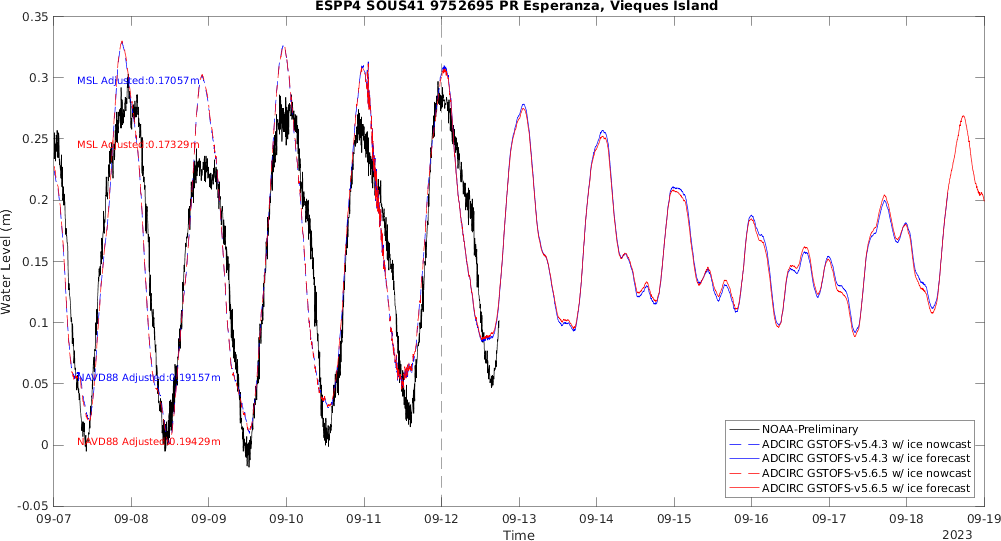 ESPP4 SOUS41 9752695 PR Esperanza, Vieques Island
0.35
0.3
0.25
0.2
0.15
0.1
0.05
0
-0.05
Water Level (m)
MSL Adjusted:0.17057m
MSL Adjusted:0.17329m
NAVD88 Adjusted:0.19157m
NAVD88 Adjusted:0.19429m
NOAA-Preliminary
ADCIRC GSTOFS-v5.4.3 w/ ice nowcast
ADCIRC GSTOFS-v5.4.3 w/ ice forecast
ADCIRC GSTOFS-v5.6.5 w/ ice nowcast
ADCIRC GSTOFS-v5.6.5 w/ ice forecast
09-07 09-08 09-09 09-10 09-11 09-12 09-13 09-14 09-15 09-16 09-17 09-18 09-19
Time
2023